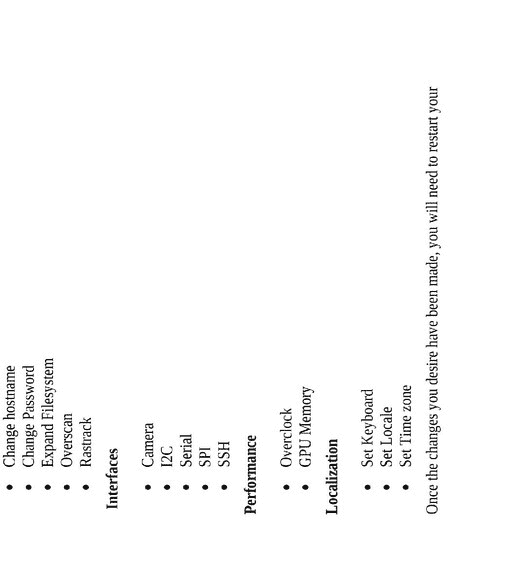 • Change hostname
• Change Password
• Expand Filesystem
• Overscan
• Rastrack
Interfaces
• Camera
• I2C
• Serial
• SPI
• SSH
Performance
• Overclock
• GPU Memory
Localization
• Set Keyboard
• Set Locale
• Set Time zone
Once the changes you desire have been made, you will need to restart your